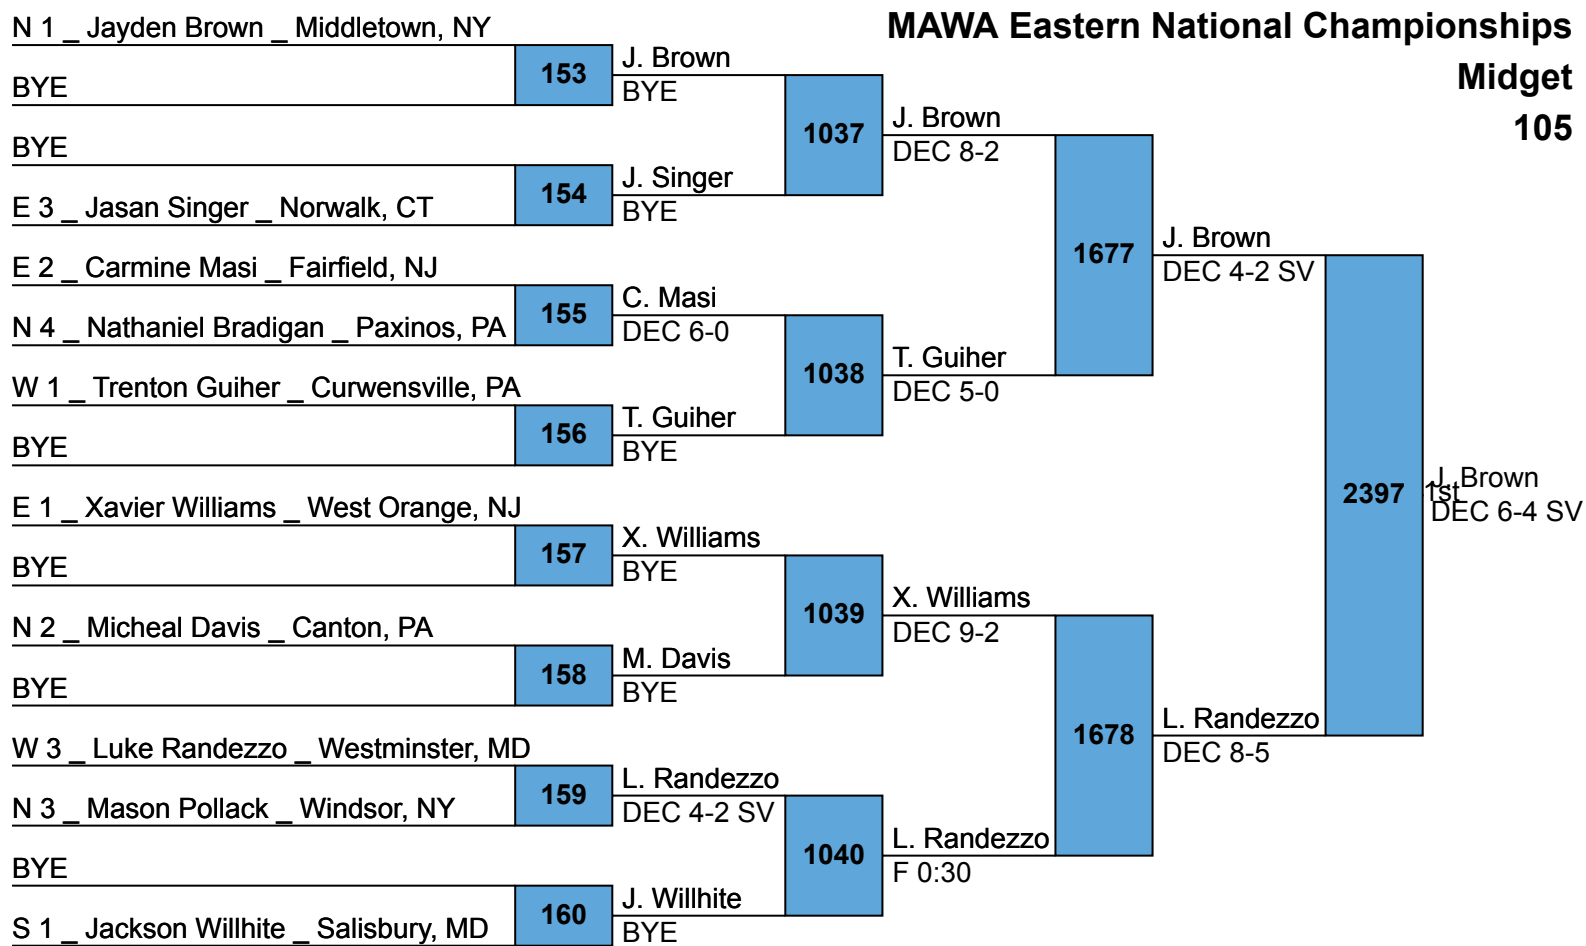 MAWA Eastern National Championships
Midget
105
N 1 _ Jayden Brown _ Middletown, NY
BYE
153
J. Brown
BYE
BYE
E 3 _ Jasan Singer _ Norwalk, CT
154
J. Singer
BYE
1037
J. Brown
DEC 8-2
E 2 _ Carmine Masi _ Fairfield, NJ
N 4 _ Nathaniel Bradigan _ Paxinos, PA
155
C. Masi
DEC 6-0
W 1 _ Trenton Guiher _ Curwensville, PA
BYE
156
T. Guiher
BYE
1038
T. Guiher
DEC 5-0
1677
J. Brown
DEC 4-2 SV
E 1 _ Xavier Williams _ West Orange, NJ
BYE
157
X. Williams
BYE
N 2 _ Micheal Davis _ Canton, PA
BYE
158
M. Davis
BYE
1039
X. Williams
DEC 9-2
W 3 _ Luke Randezzo _ Westminster, MD
N 3 _ Mason Pollack _ Windsor, NY
159
L. Randezzo
DEC 4-2 SV
BYE
S 1 _ Jackson Willhite _ Salisbury, MD
160
J. Willhite
BYE
1040
L. Randezzo
F 0:30
1678
L. Randezzo
DEC 8-5
2397
J. Brown
1st
DEC 6-4 SV